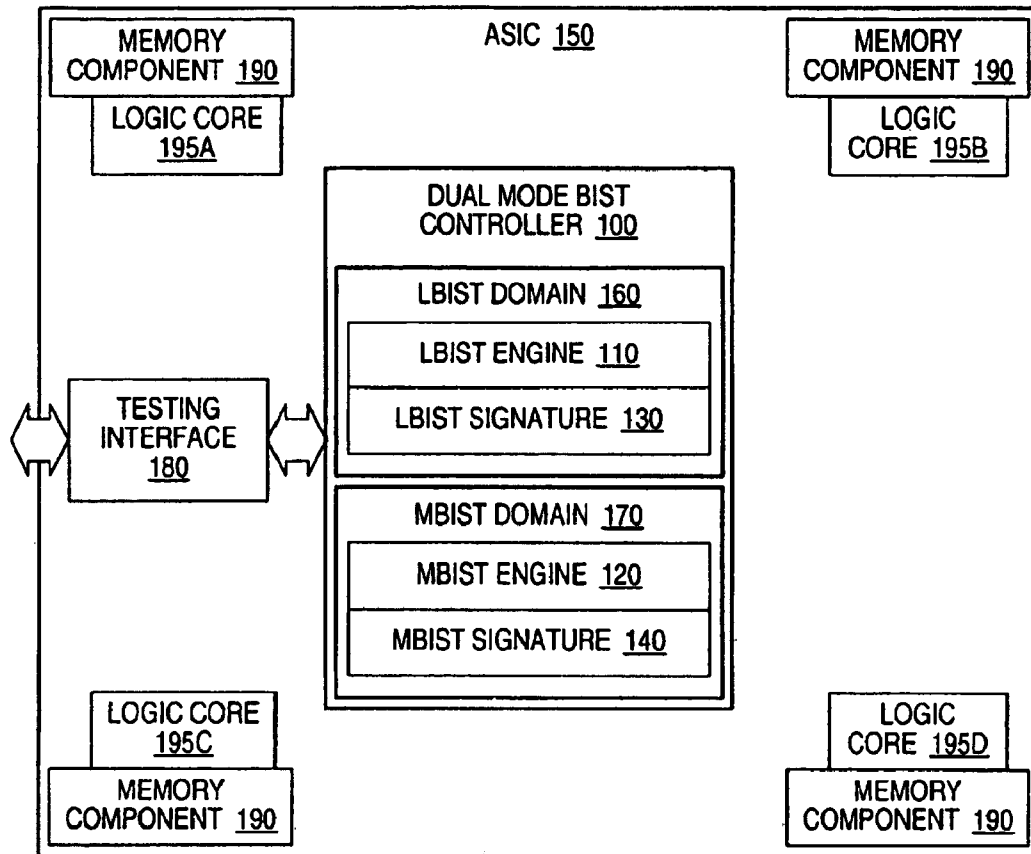 ASIC 150
MEMORY
COMPONENT 190
LOGIC CORE
195A
MEMORY
COMPONENT 190
LOGIC
CORE 195B
DUAL MODE BIST
CONTROLLER 100
LBIST DOMAIN 160
LBIST ENGINE 110
LBIST SIGNATURE 130
TESTING
INTERFACE
180
MBIST DOMAIN 170
MBIST ENGINE 120
MBIST SIGNATURE 140
LOGIC CORE
195C
MEMORY
COMPONENT 190
LOGIC
CORE 195D
MEMORY
COMPONENT 190